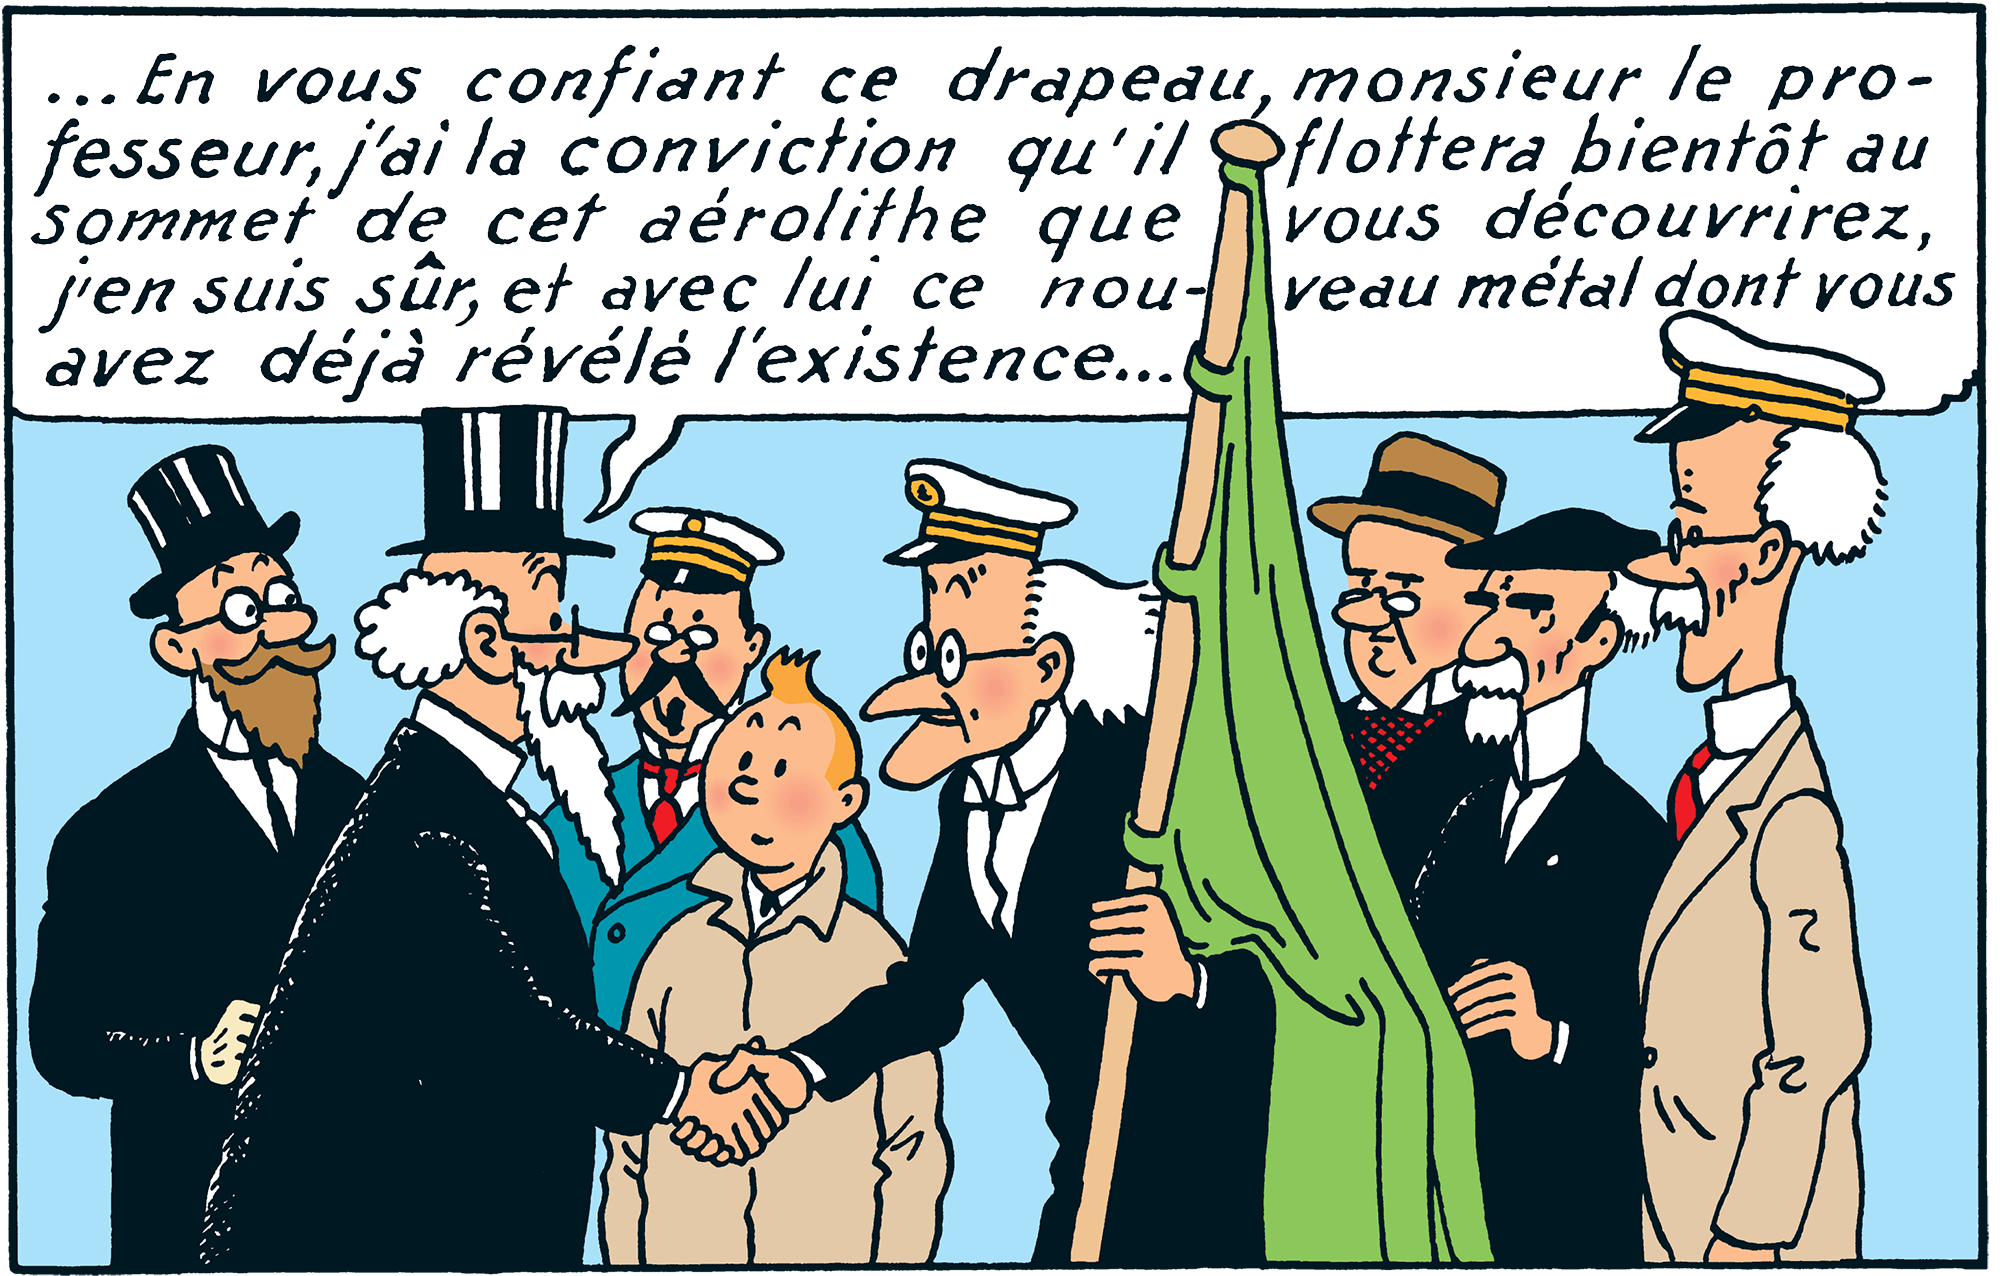 ...En vous confiant ce drapeau, monsieur le pro-
fesseur, j'ai la conviction qu'il flottera bientôt au
sommet de cet aérolithe que vous découvrirez,
j'en suis sûr, et avec lui ce nou-veau métal dont vous
avez déjà révélé l'existence...